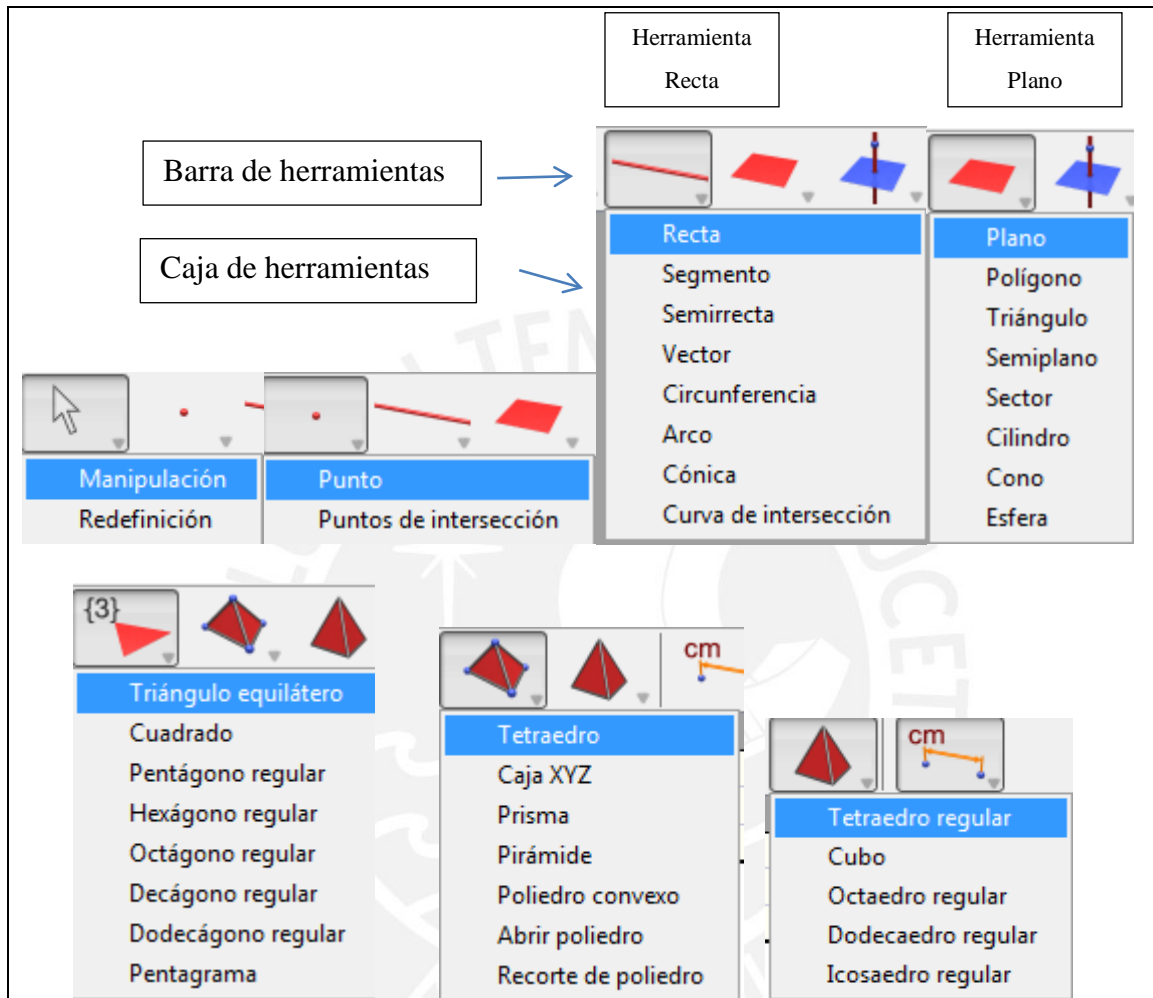 Herramienta
Recta
Herramienta
Plano
Barra de herramientas
Caja de herramientas
Recta
Segmento
Semirrecta
Vector
Circunferencia
Arco
Cónica
Curva de intersección
Plano
Polígono
Triángulo
Semiplano
Sector
Cilindro
Cono
Esfera
Manipulación
Redefinición
Punto
Puntos de intersección
{3}
Triángulo equilátero
Cuadrado
Pentágono regular
Hexágono regular
Octágono regular
Decágono regular
Dodecágono regular
Pentagrama
cm
Tetraedro
Caja XYZ
Prisma
Pirámide
Poliedro convexo
Abrir poliedro
Recorte de poliedro
cm
Tetraedro regular
Cubo
Octaedro regular
Dodecaedro regular
Icosaedro regular